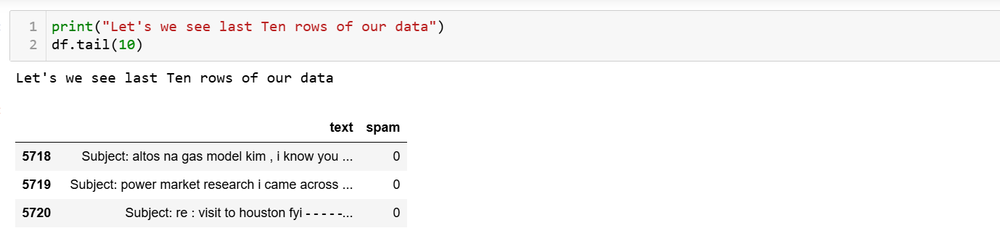 1 print("Let's we see last Ten rows of our data")
2 df.tail(10)
Let's we see last Ten rows of our data
text spam
5718 Subject: altos na gas model kim , i know you ... 0
5719 Subject: power market research i came across ... 0
5720 Subject: re : visit to houston fyi - - - - -... 0